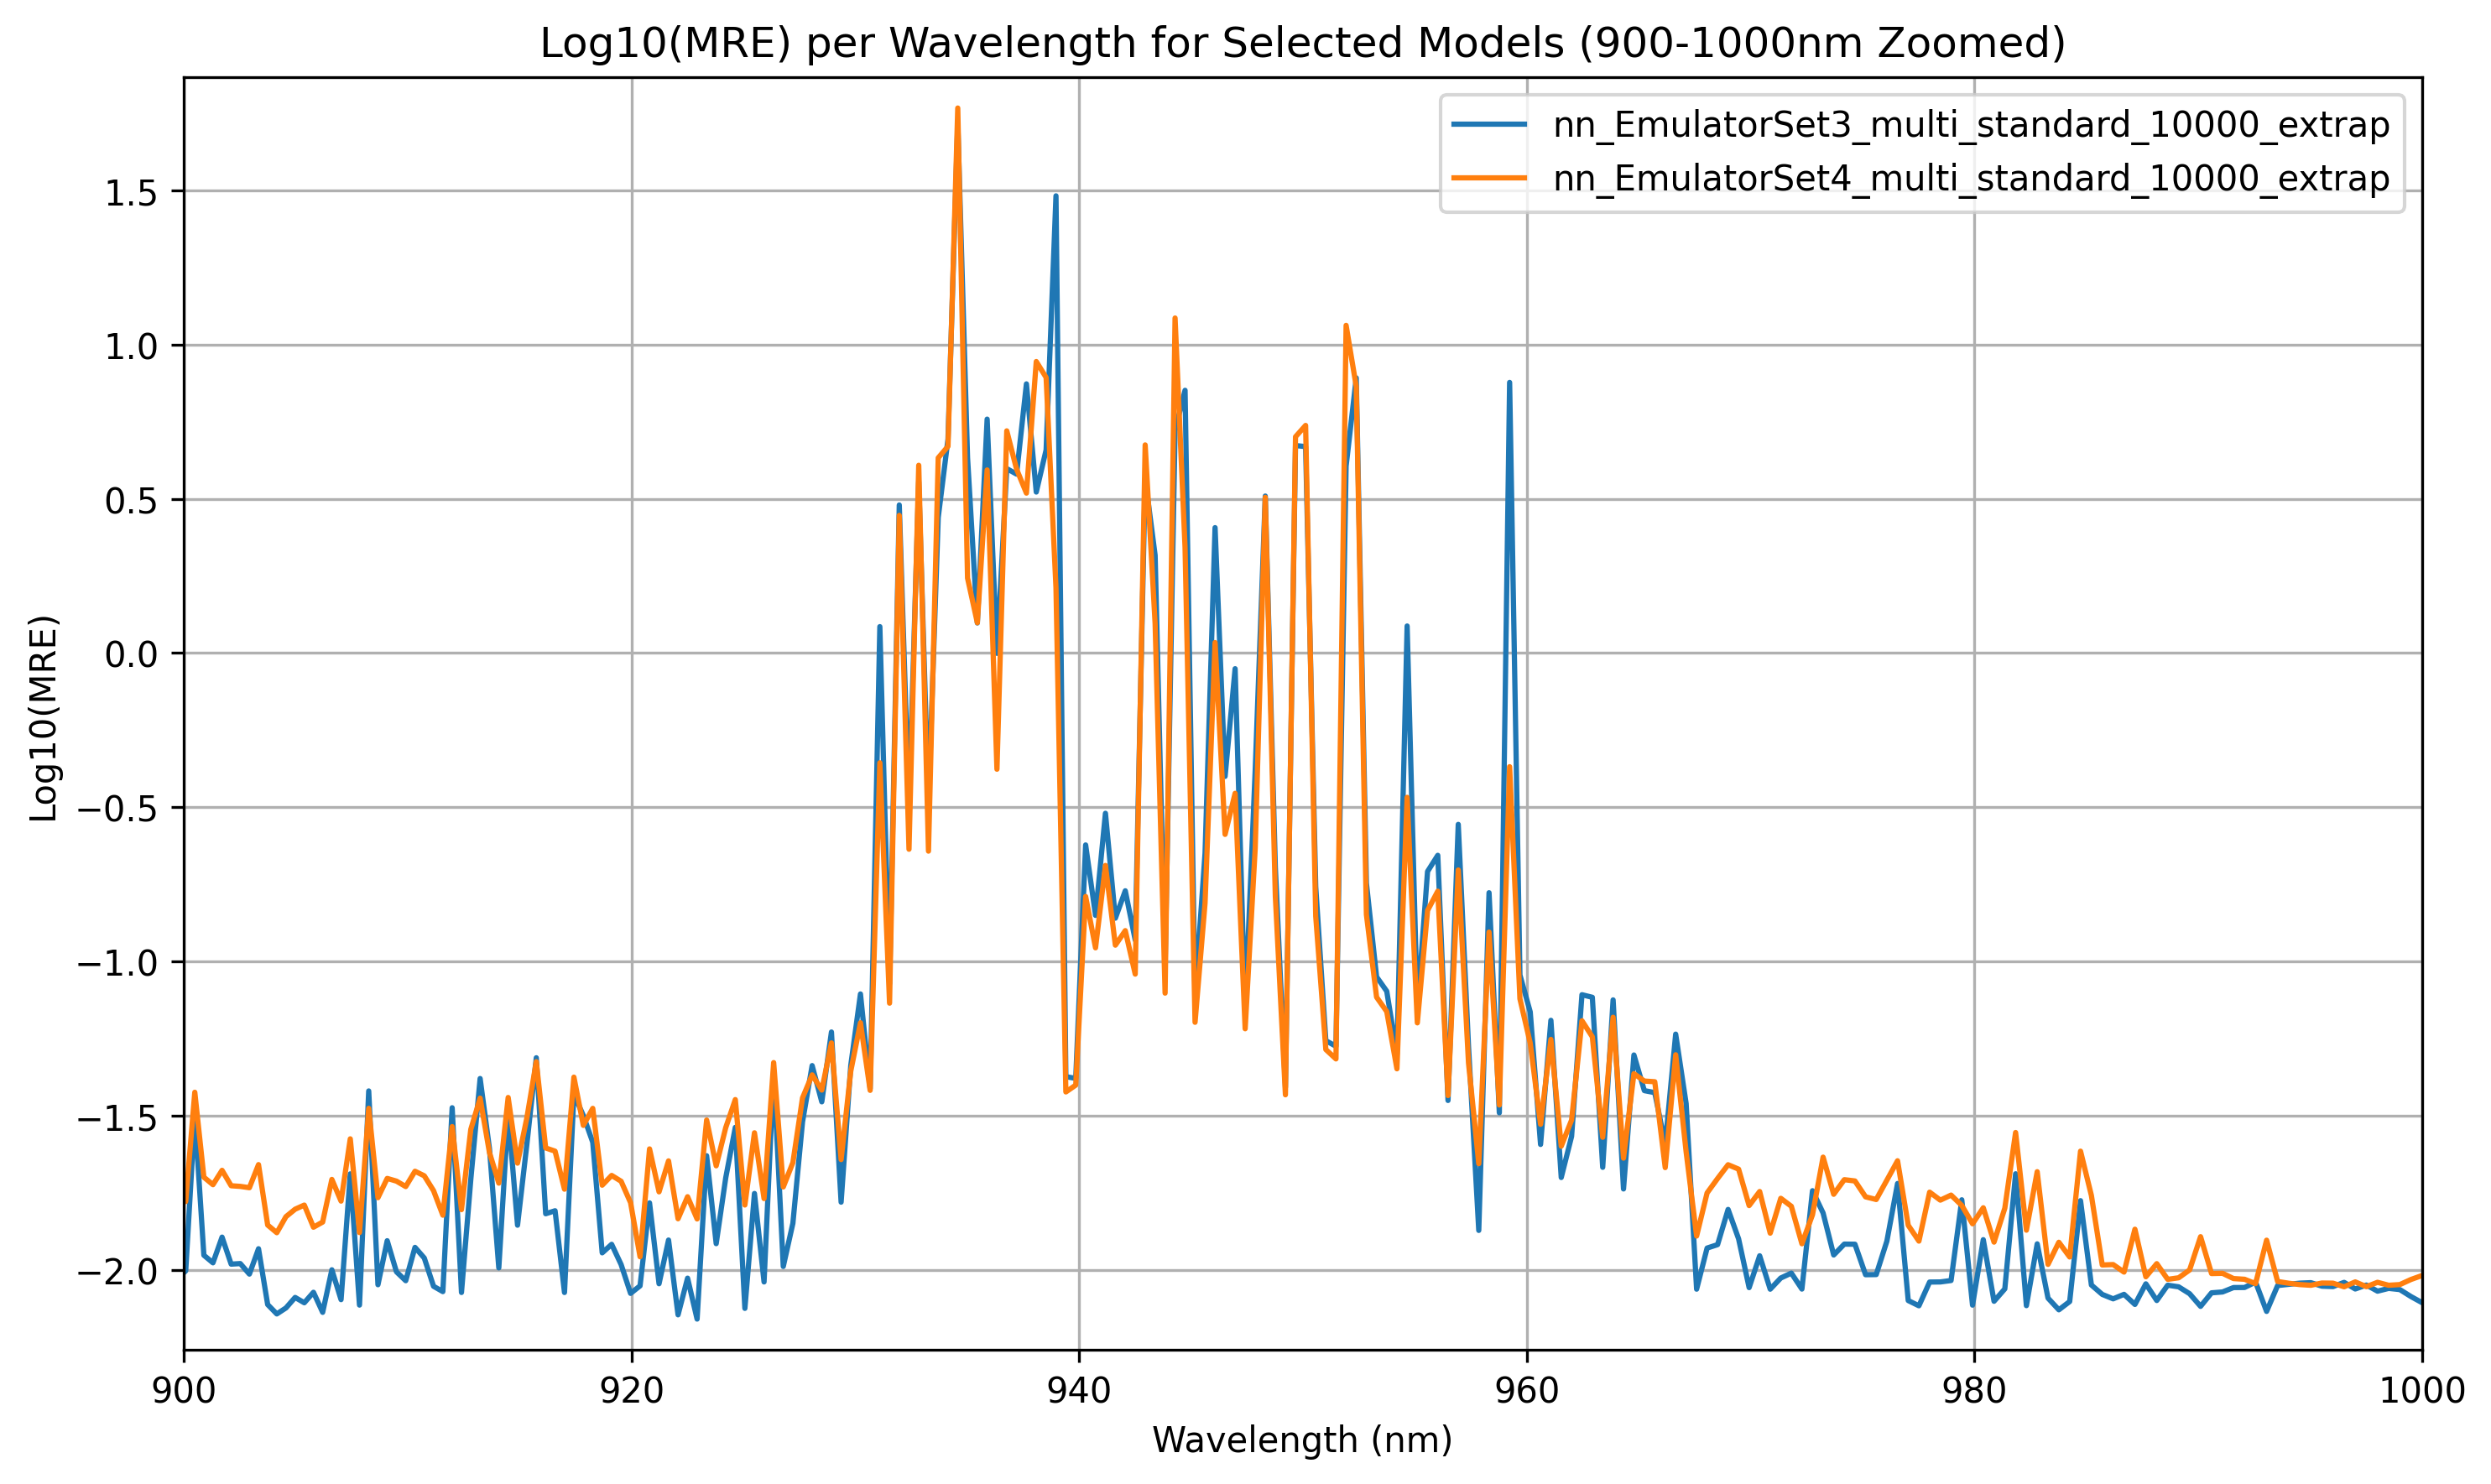 Log10(MRE) per Wavelength for Selected Models (900-1000nm Zoomed)
nn_EmulatorSet3_multi_standard_10000_extrap
nn_EmulatorSet4_multi_standard_10000_extrap
1.5
1.0
0.5
0.0
−0.5
−1.0
−1.5
−2.0
Log10(MRE)
900 920 940 960 980 1000
Wavelength (nm)